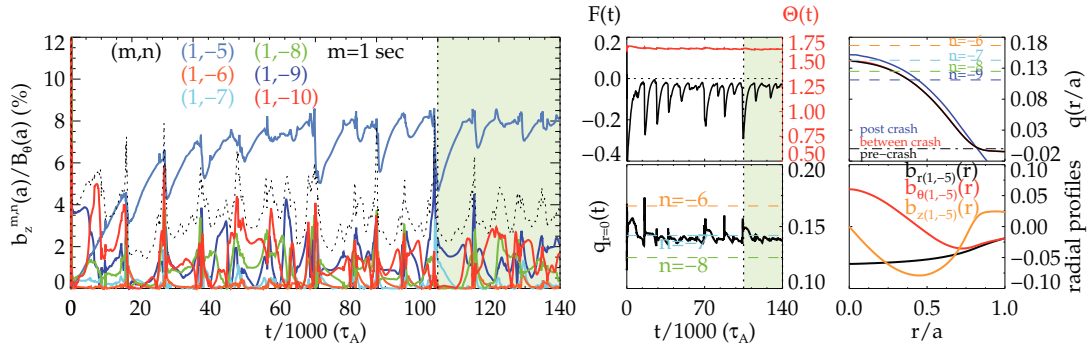 b_z^{m,n}(a)/B_θ(a) (%)
12
10
8
6
4
2
0
(m,n) (1,−5) (1,−8) m=1 sec
(1,−6) (1,−9)
(1,−7) (1,−10)
0 20 40 60 80 100 120 140
t/1000 (τ_A)
F(t) Θ(t)
0.2
0.0
−0.2
−0.4
1.75
1.50
1.25
1.00
0.75
0.50
q_{r=0}(t)
n=−6
n=−7
n=−8
0.20
0.15
0.10
0 70 140
t/1000 (τ_A)
n=−6
n=−7
n=−8
n=−9
post crash
between crash
pre−crash
0.18
0.13
0.08
0.03
−0.02
q(r/a)
b_{r(1,−5)}(r)
b_{θ(1,−5)}(r)
b_{z(1,−5)}(r)
0.10
0.05
0.00
−0.05
−0.10
radial profiles
0.0 0.5 1.0
r/a